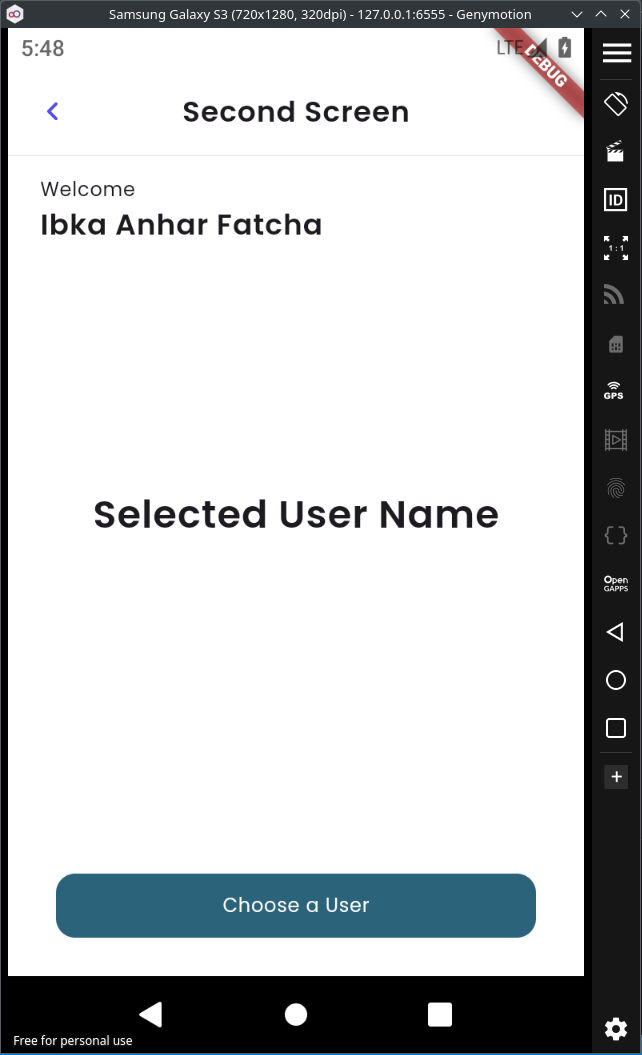 Samsung Galaxy S3 (720x1280, 320dpi) - 127.0.0.1:6555 - Genymotion
5:48
LTE
DEBUG
Second Screen
Welcome
Ibka Anhar Fatcha
ID
1:1
GPS
Selected User Name
Open
GAPPS
Choose a User
Free for personal use